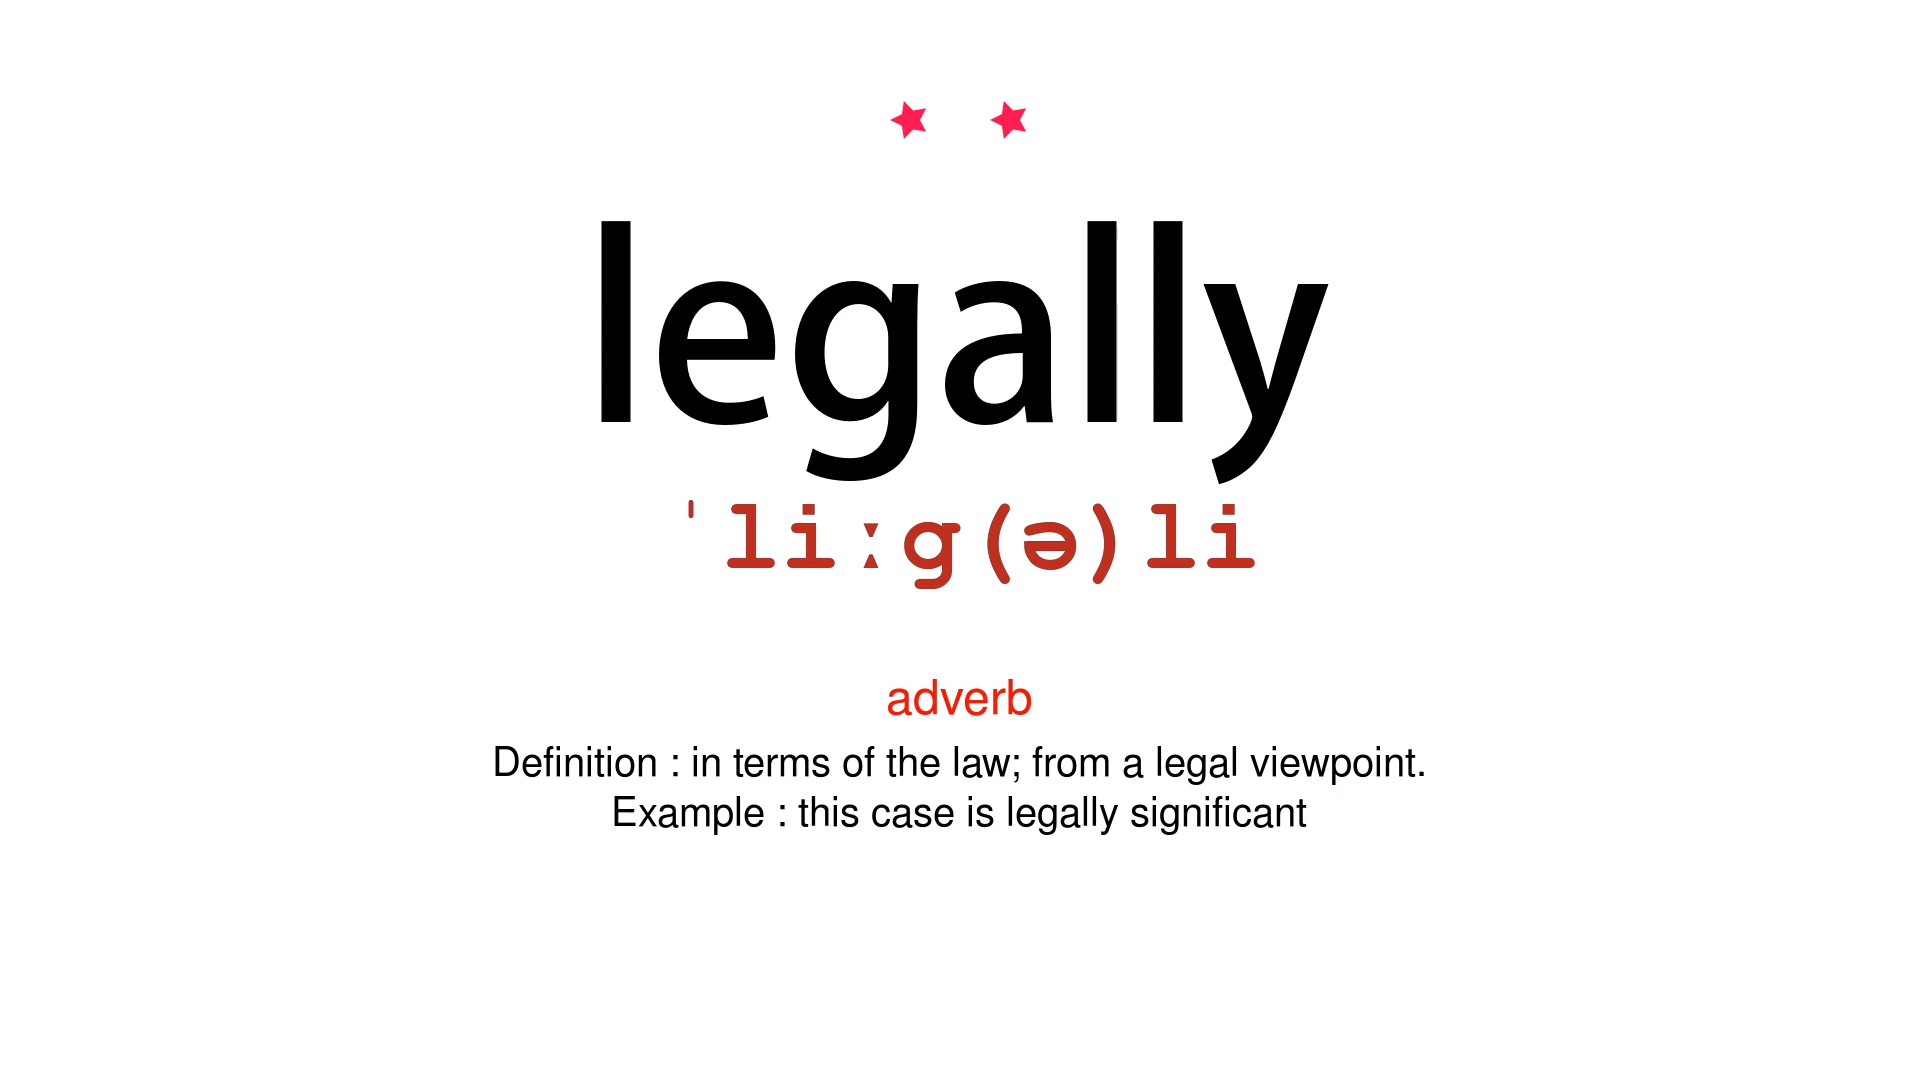 legally
ˈliːɡ(ə)li
adverb
Definition : in terms of the law; from a legal viewpoint.
Example : this case is legally significant